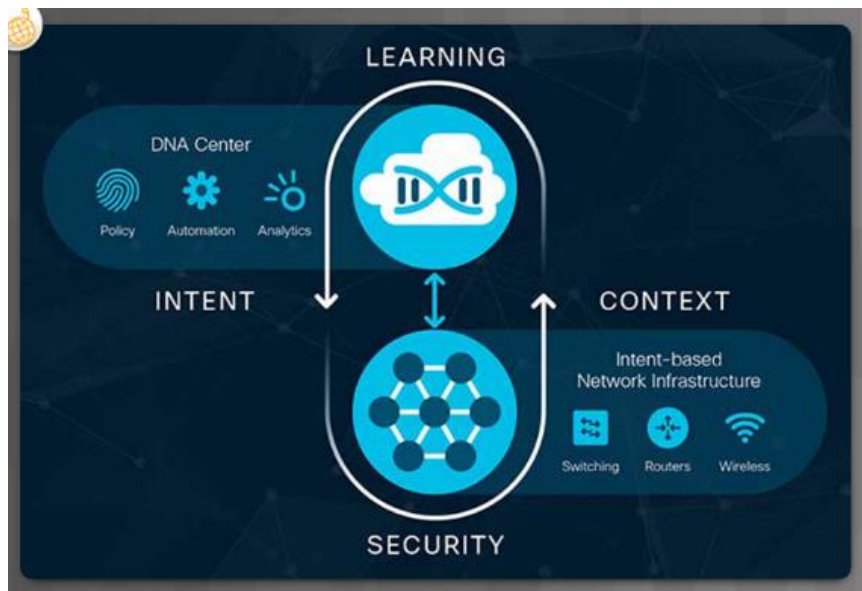 LEARNING
DNA Center
Policy Automation Analytics
INTENT
CONTEXT
Intent-based
Network Infrastructure
Switching Routers Wireless
SECURITY